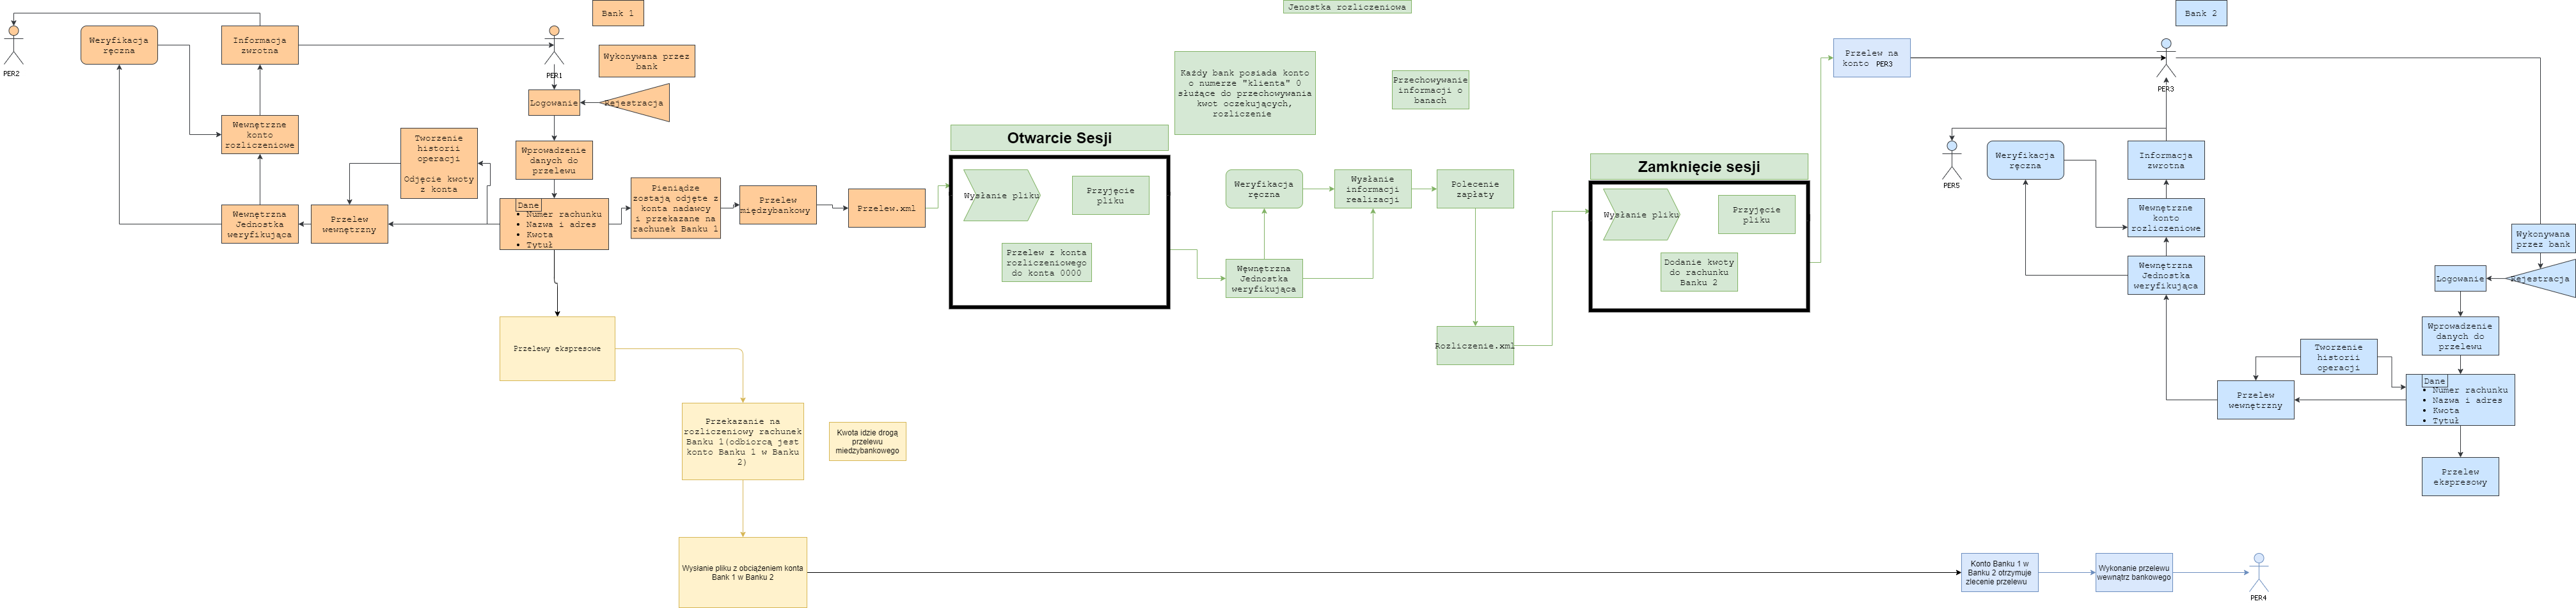 Bank 1
Jenostka rozliczeniowa
Bank 2
PER2
Weryfikacja
ręczna
Informacja
zwrotna
PER1
Wykonywana przez
bank
Logowanie
Rejestracja
Wewnętrzne
konto
rozliczeniowe
Tworzenie
historii
operacji
Odjęcie kwoty
z konta
Wprowadzenie
danych do
przelewu
Wewnętrzna
Jednostka
weryfikująca
Przelew
wewnętrzny
Dane
• Numer rachunku
• Nazwa i adres
• Kwota
• Tytuł
Pieniądze
zostają odjęte z
konta nadawcy
i przekazane na
rachunek Banku 1
Przelew
międzybankowy
Przelew.xml
Przelewy ekspresowe
Przekazanie na
rozliczeniowy rachunek
Banku 1(odbiorcą jest
konto Banku 1 w Banku
2)
Kwota idzie drogą
przelewu
miedzybankowego
Wysłanie pliku z obciążeniem konta
Bank 1 w Banku 2
Otwarcie Sesji
Wysłanie pliku
Przyjęcie
pliku
Przelew z konta
rozliczeniowego
do konta 0000
Każdy bank posiada konto
o numerze "klienta" 0
służące do przechowywania
kwot oczekujących,
rozliczenie
Przechowywanie
informacji o
banach
Weryfikacja
ręczna
Wysłanie
informacji
realizacji
Polecenie
zapłaty
Węwnętrzna
Jednostka
weryfikująca
Rozliczenie.xml
Zamknięcie sesji
Wysłanie pliku
Przyjęcie
pliku
Dodanie kwoty
do rachunku
Banku 2
Przelew na
konto PER3
PER3
PER5
Weryfikacja
ręczna
Informacja
zwrotna
Wewnętrzne
konto
rozliczeniowe
Wewnętrzna
Jednostka
weryfikująca
Wykonywana
przez bank
Logowanie
Rejestracja
Wprowadzenie
danych do
przelewu
Tworzenie
historii
operacji
Przelew
wewnętrzny
Dane
• Numer rachunku
• Nazwa i adres
• Kwota
• Tytuł
Przelew
ekspresowy
Konto Banku 1 w
Banku 2 otrzymuje
zlecenie przelewu
Wykonanie przelewu
wewnątrz bankowego
PER4